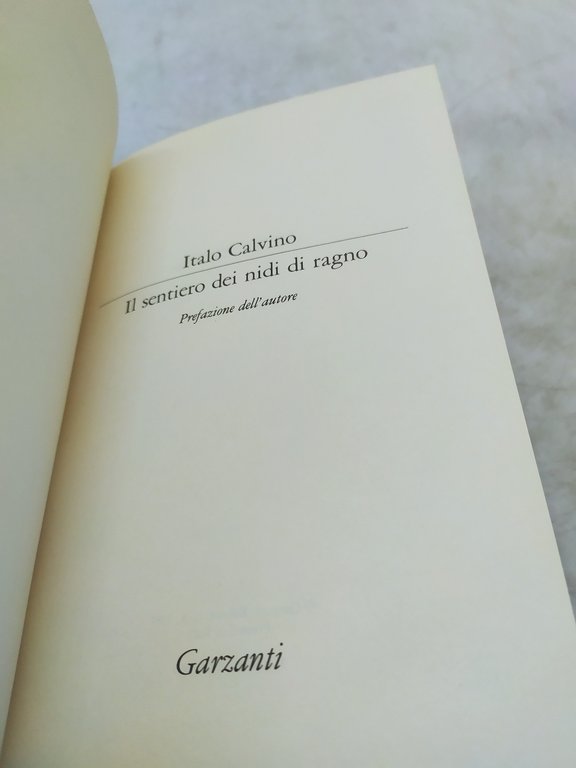 Italo Calvino
Il sentiero dei nidi di ragno
Prefazione dell'autore
Garzanti